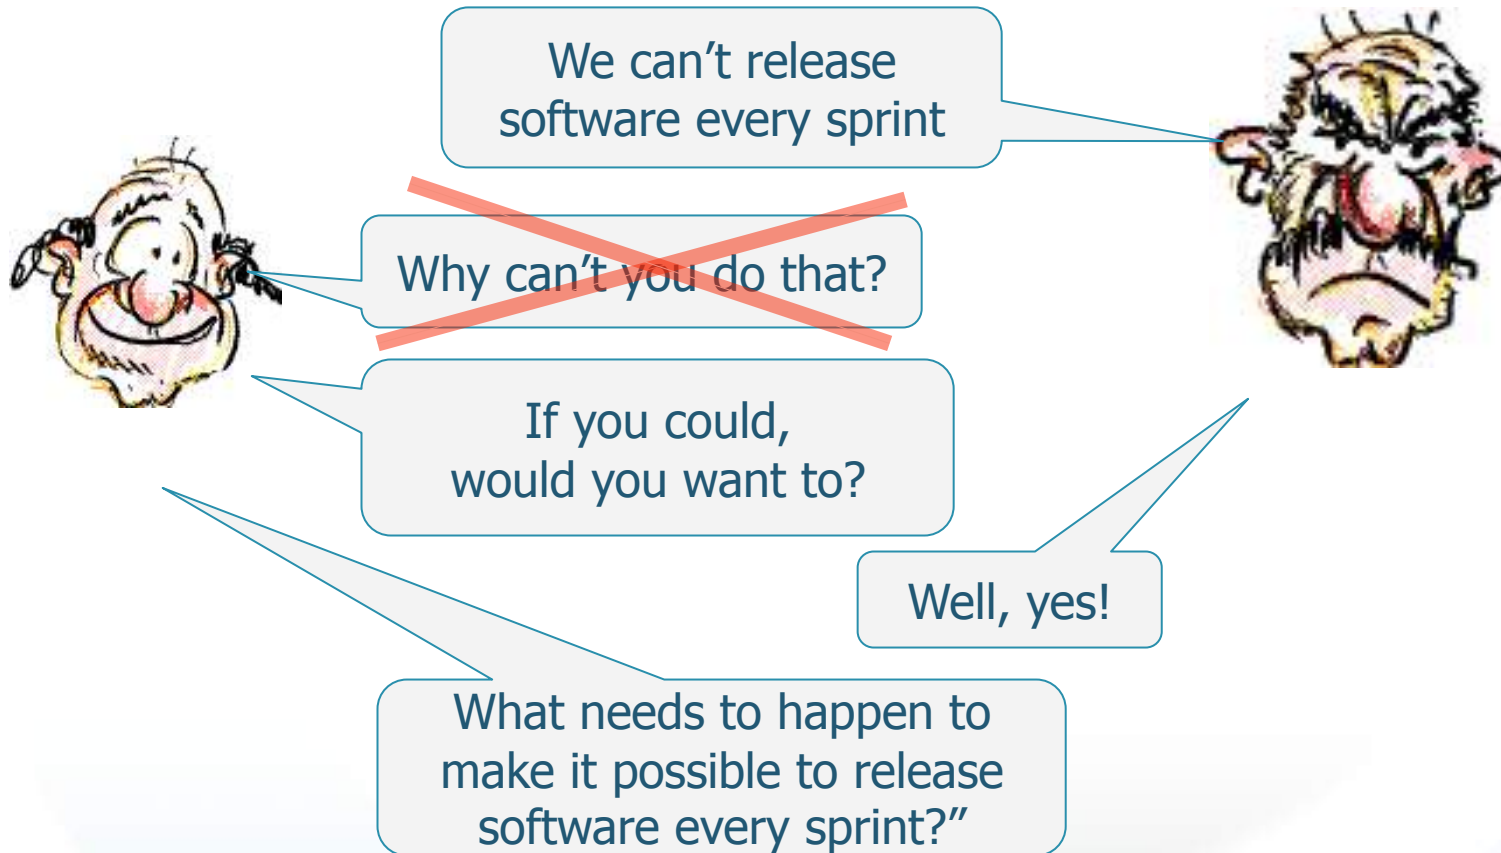 We can’t release
software every sprint
Why can’t you do that?
If you could,
would you want to?
Well, yes!
What needs to happen to
make it possible to release
software every sprint?”